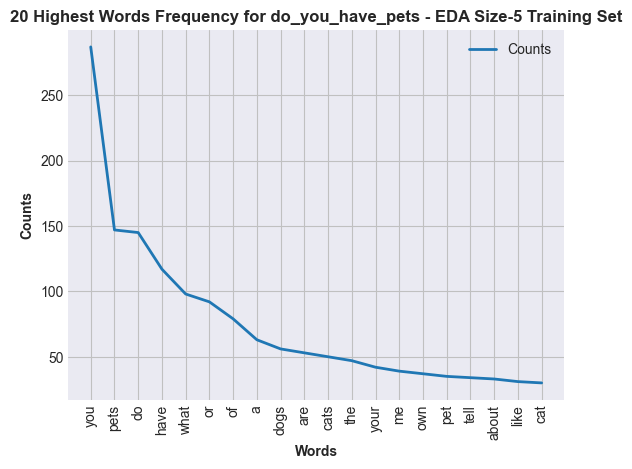 20 Highest Words Frequency for do_you_have_pets - EDA Size-5 Training Set
Counts
250
200
150
100
50
Counts
you
pets
do
have
what
or
of
a
dogs
are
cats
the
your
me
own
pet
tell
about
like
cat
Words